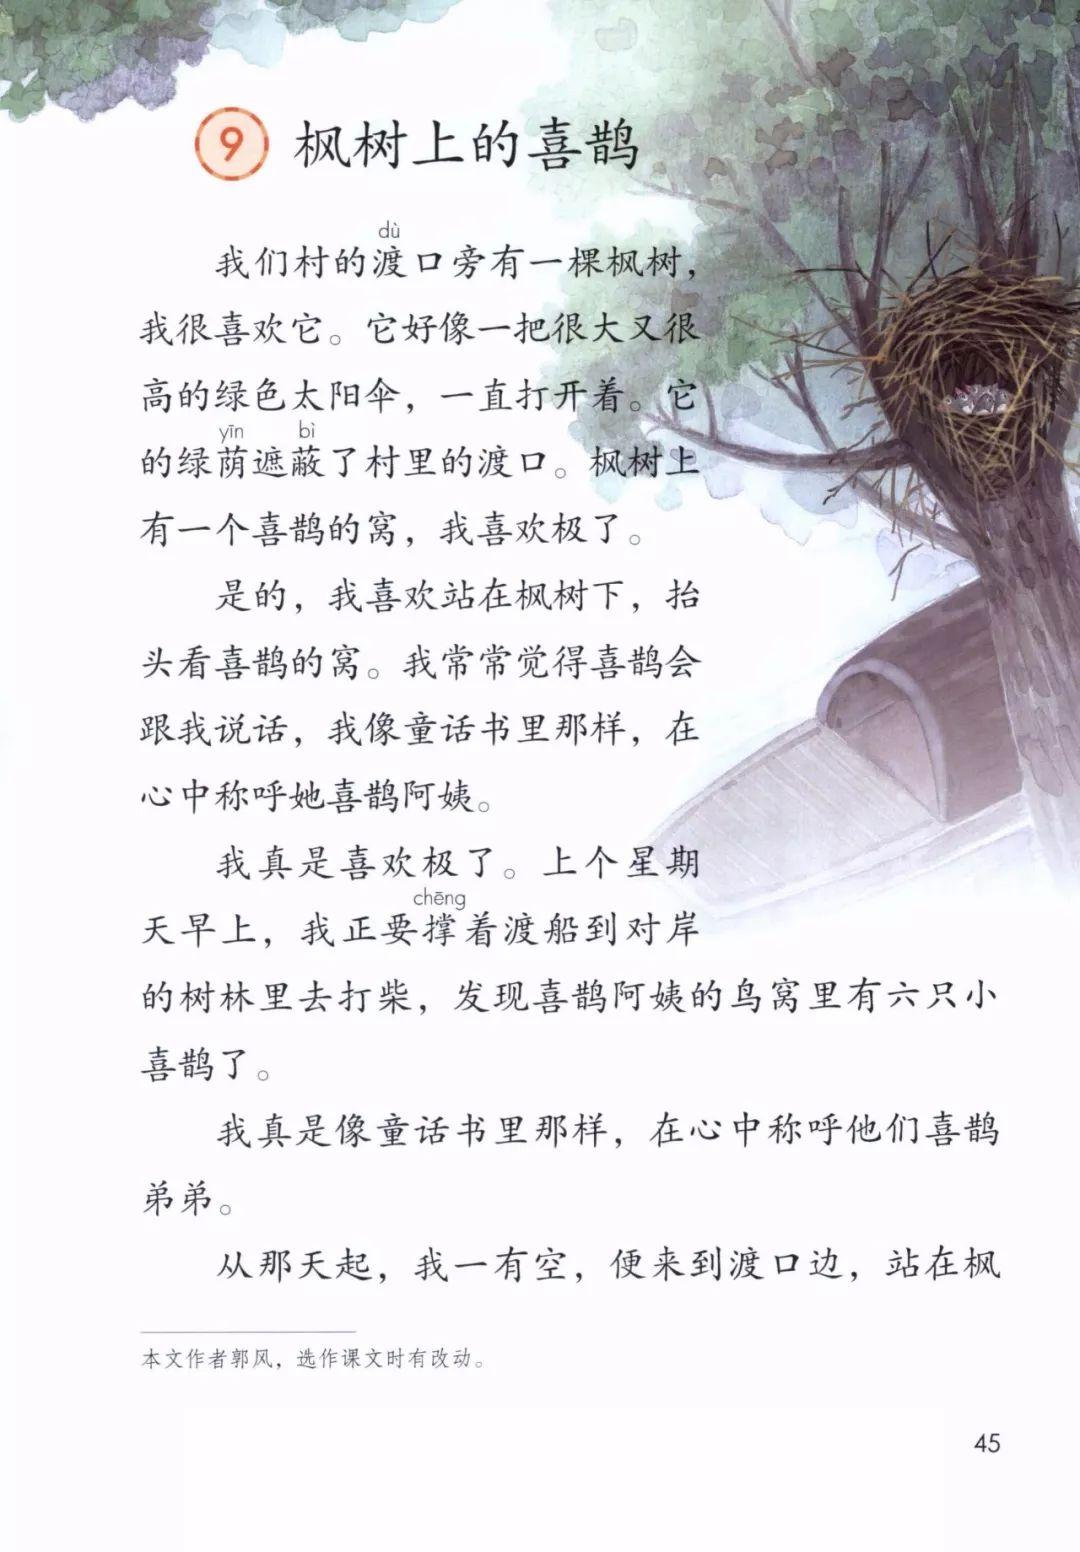 9 枫树上的喜鹊
dù
我们村的渡口旁有一棵枫树，
我很喜欢它。它好像一把很大又很
高的绿色太阳伞，一直打开着。它
yīn bì
的绿荫遮蔽了村里的渡口。枫树上
有一个喜鹊的窝，我喜欢极了。
是的，我喜欢站在枫树下，抬
头看喜鹊的窝。我常常觉得喜鹊会
跟我说话，我像童话书里那样，在
心中称呼她喜鹊阿姨。
我真是喜欢极了。上个星期
chēng
天早上，我正要撑着渡船到对岸
的树林里去打柴，发现喜鹊阿姨的鸟窝里有六只小
喜鹊了。
我真是像童话书里那样，在心中称呼他们喜鹊
弟弟。
从那天起，我一有空，便来到渡口边，站在枫
本文作者郭风，选作课文时有改动。
45